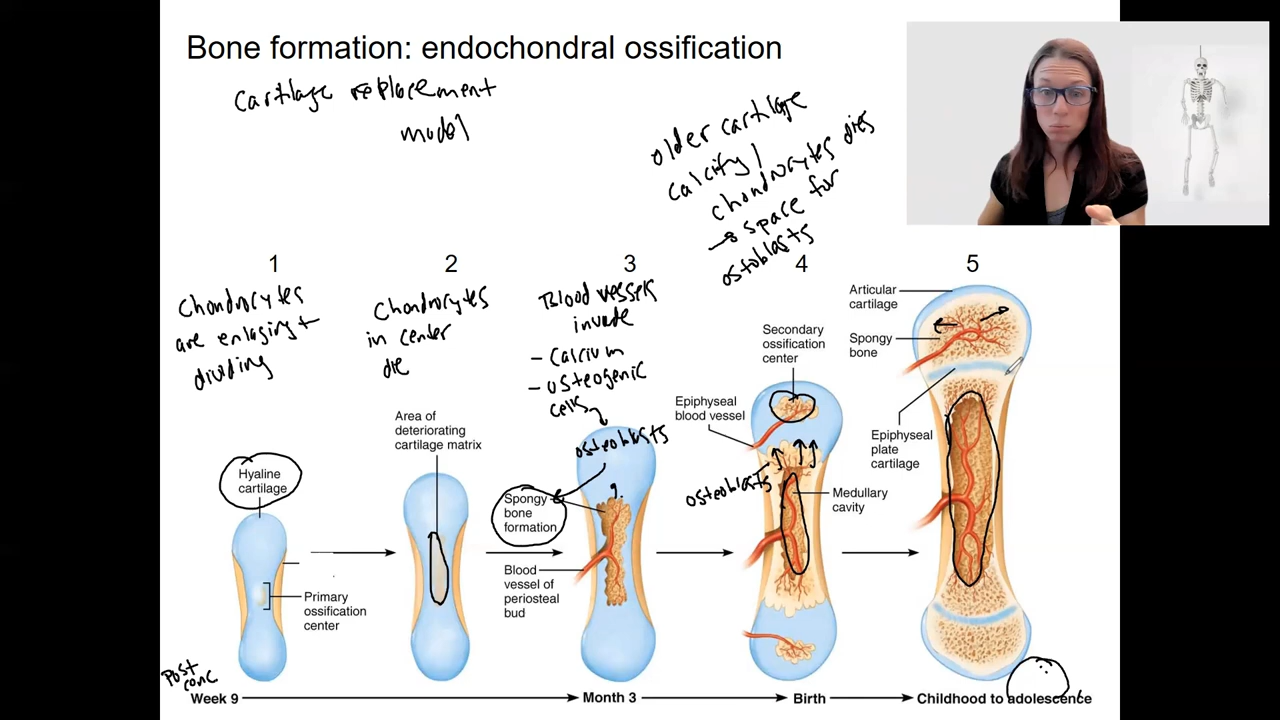 Bone formation: endochondral ossification
Cartilage replacement
model
older cartilage
calcify /
chondrocytes dies
→ space for
ostoblasts
1
2
3
4
5
Chondrocytes
are enlaging +
dividing
Chondrocytes
in center
die
Blood vessels
invade
- Calcium
- osteogenic
cells
osteoblasts
Articular
cartilage
Spongy
bone
Secondary
ossification
center
Epiphyseal
blood vessel
Area of
deteriorating
cartilage matrix
Epiphyseal
plate
cartilage
Hyaline
cartilage
osteoblasts
Medullary
cavity
Spongy
bone
formation
Blood
vessel of
periosteal
bud
Primary
ossification
center
Post
conc
Week 9
Month 3
Birth
Childhood to adolescence